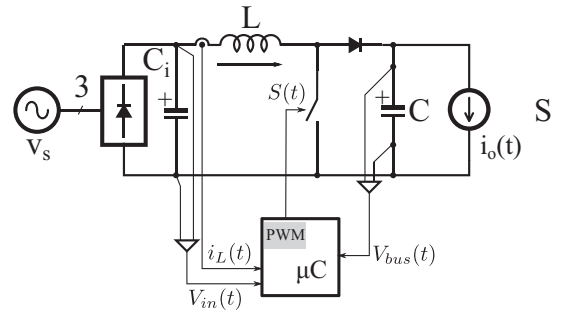 L
C_i
+
3
S(t)
+
C
S
v_s
i_o(t)
PWM
i_L(t)
μC
V_bus(t)
V_in(t)